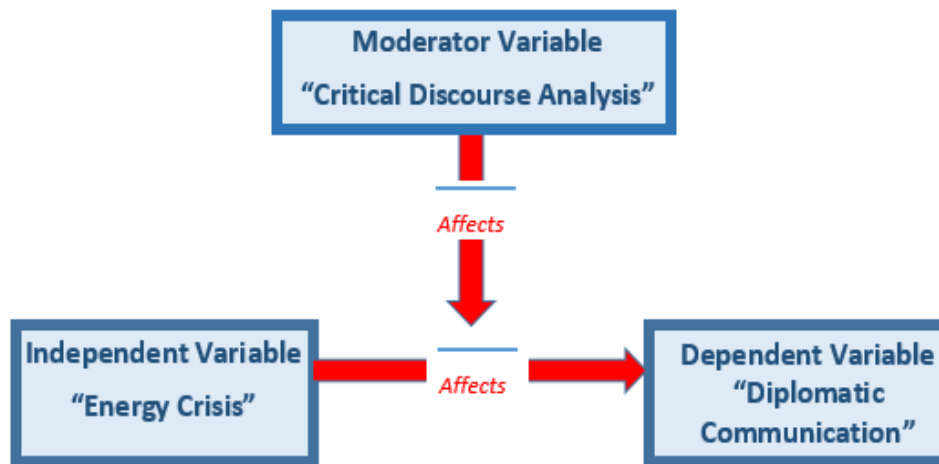 Moderator Variable
“Critical Discourse Analysis”
Affects
Independent Variable
“Energy Crisis”
Affects
Dependent Variable
“Diplomatic
Communication”